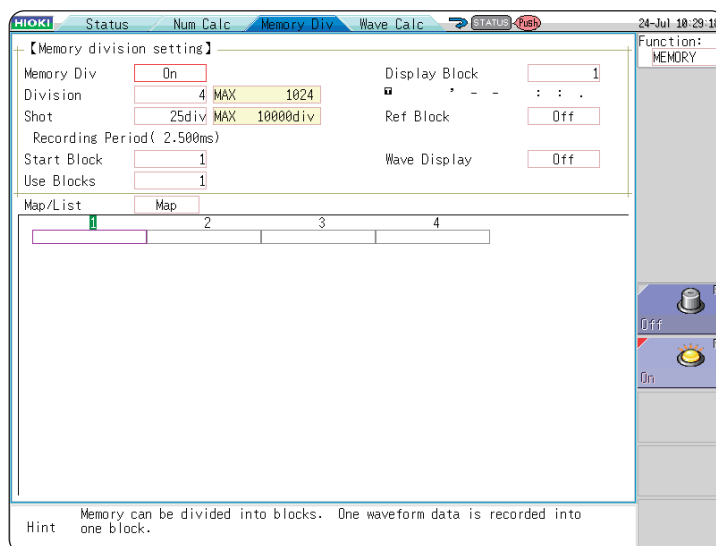 HIOKI Status Num Calc Memory Div Wave Calc STATUS Push 24-Jul 10:29:18
Function:
MEMORY
【Memory division setting】
Memory Div On Display Block 1
Division 4 MAX 1024 T ' - - : : .
Shot 25div MAX 10000div Ref Block Off
Recording Period( 2.500ms)
Start Block 1 Wave Display Off
Use Blocks 1
Map/List Map
1 2 3 4
Off
On
Memory can be divided into blocks. One waveform data is recorded into
Hint one block.